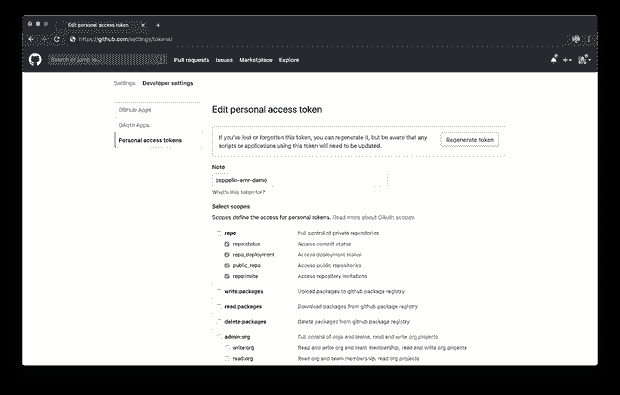 Edit personal access token
https://github.com/settings/tokens/
Search or jump to...
Pull requests Issues Marketplace Explore
Settings Developer settings
GitHub Apps
OAuth Apps
Personal access tokens
Edit personal access token
If you've lost or forgotten this token, you can regenerate it, but be aware that any
scripts or applications using this token will need to be updated.
Regenerate token
Note
zeppelin-emr-demo
What's this token for?
Select scopes
Scopes define the access for personal tokens. Read more about OAuth scopes.
repo Full control of private repositories
repo:status Access commit status
repo_deployment Access deployment status
public_repo Access public repositories
repo:invite Access repository invitations
write:packages Upload packages to github package registry
read:packages Download packages from github package registry
delete:packages Delete packages from github package registry
admin:org Full control of orgs and teams, read and write org projects
write:org Read and write org and team membership, read and write org projects
read:org Read org and team membership, read org projects